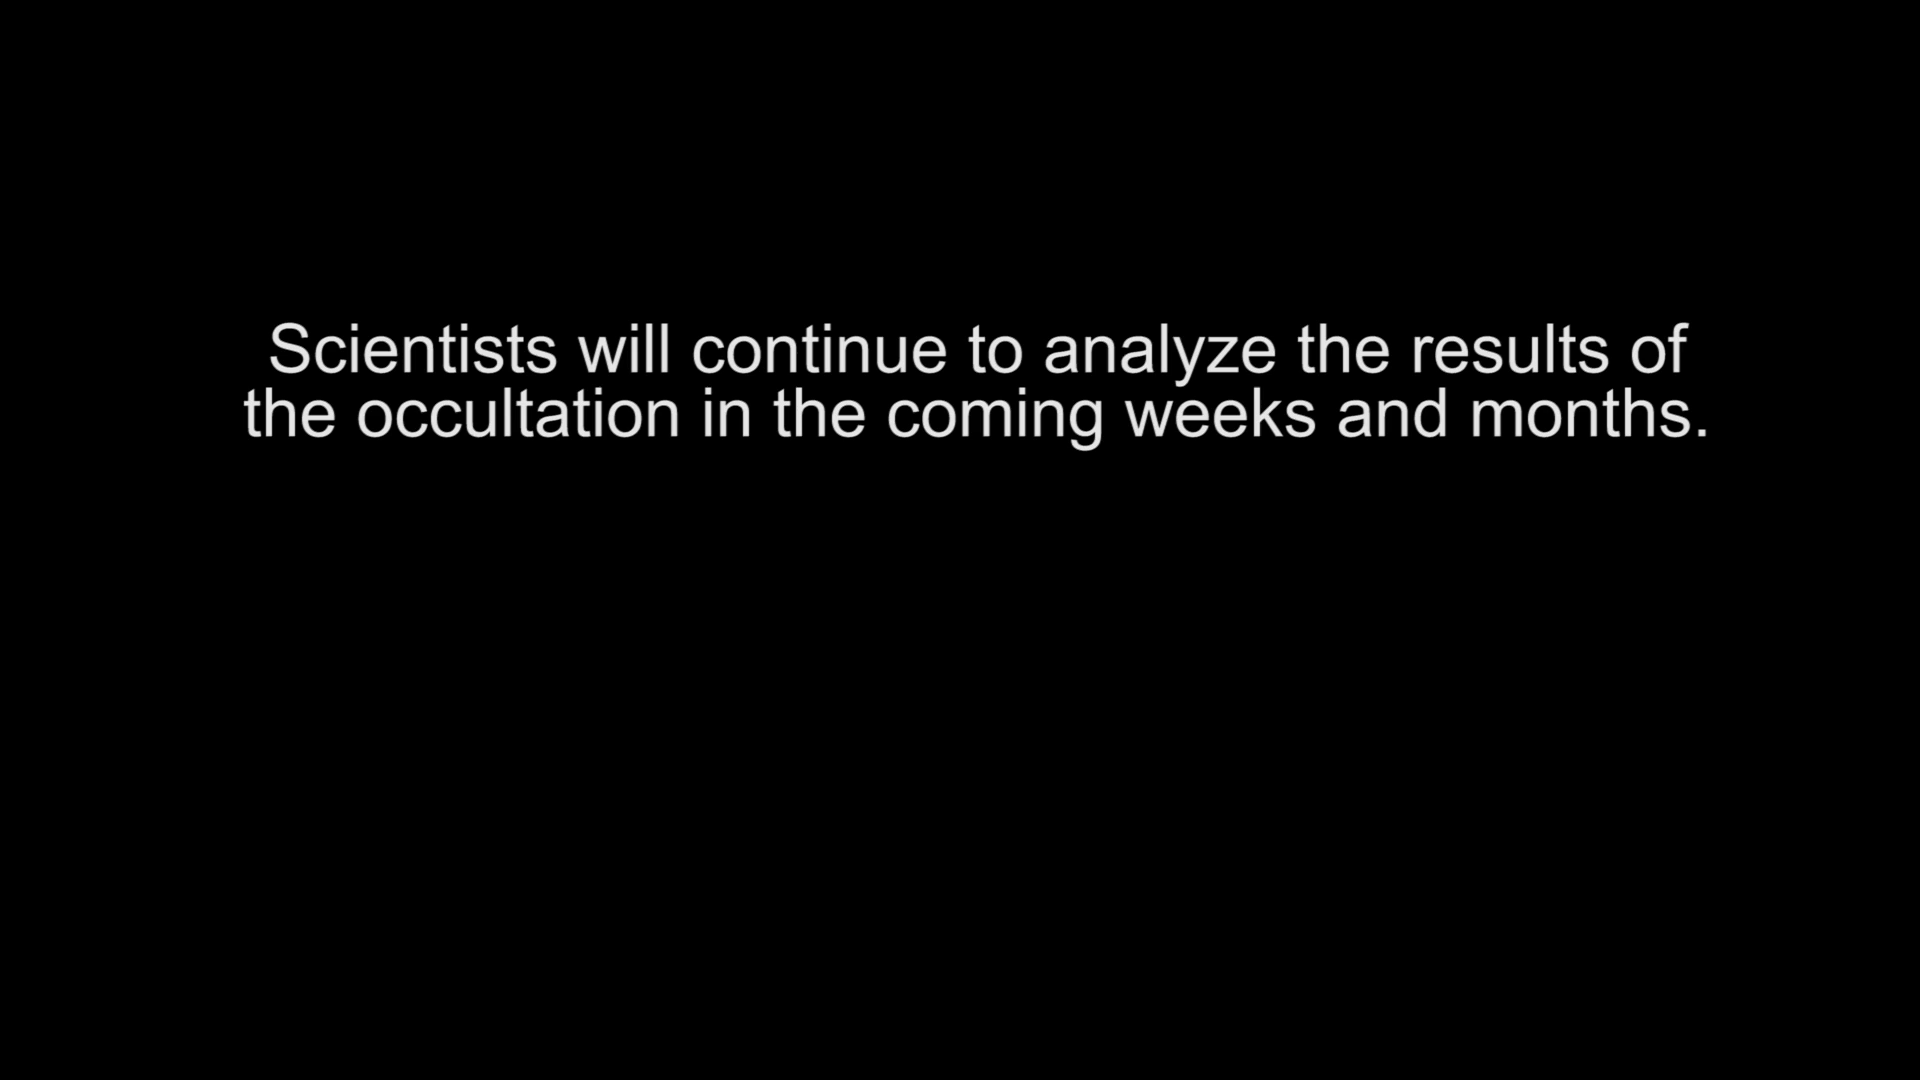 Scientists will continue to analyze the results of
the occultation in the coming weeks and months.